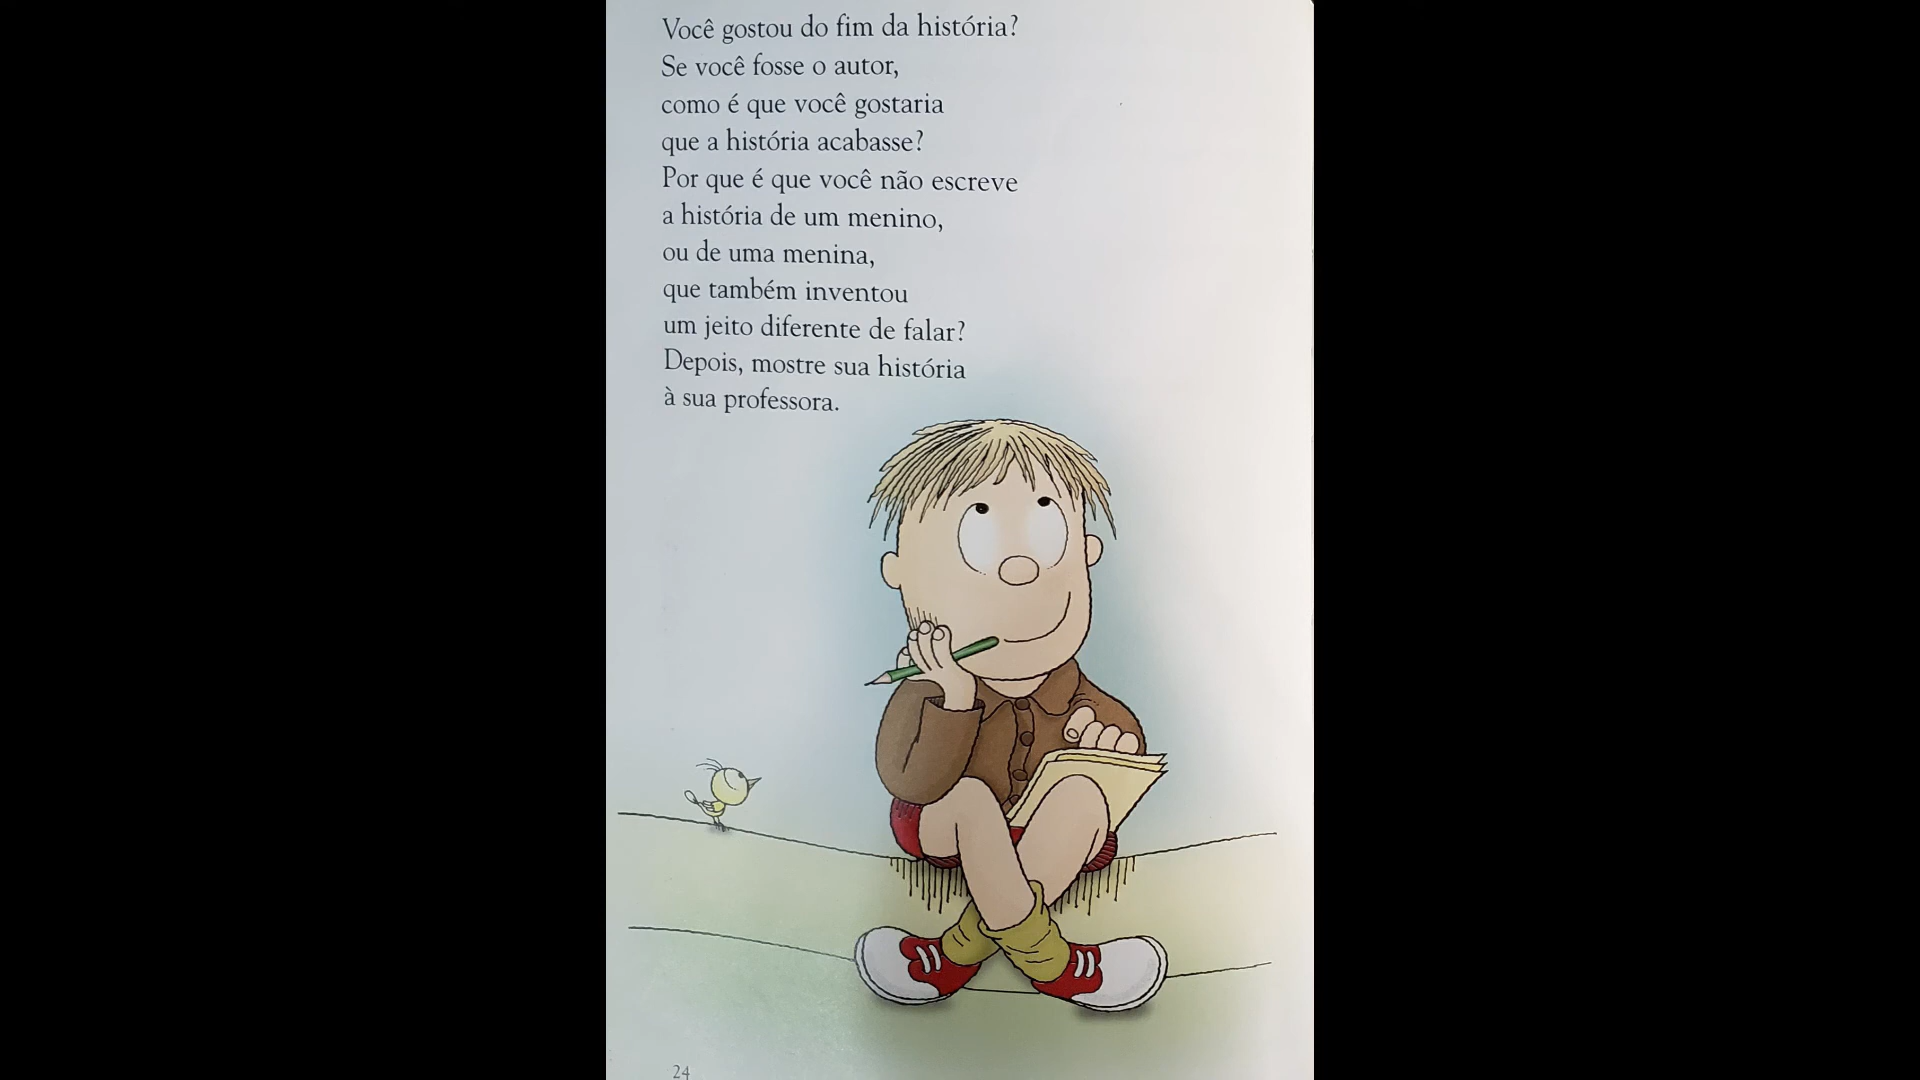 Você gostou do fim da história?
Se você fosse o autor,
como é que você gostaria
que a história acabasse?
Por que é que você não escreve
a história de um menino,
ou de uma menina,
que também inventou
um jeito diferente de falar?
Depois, mostre sua história
à sua professora.
24